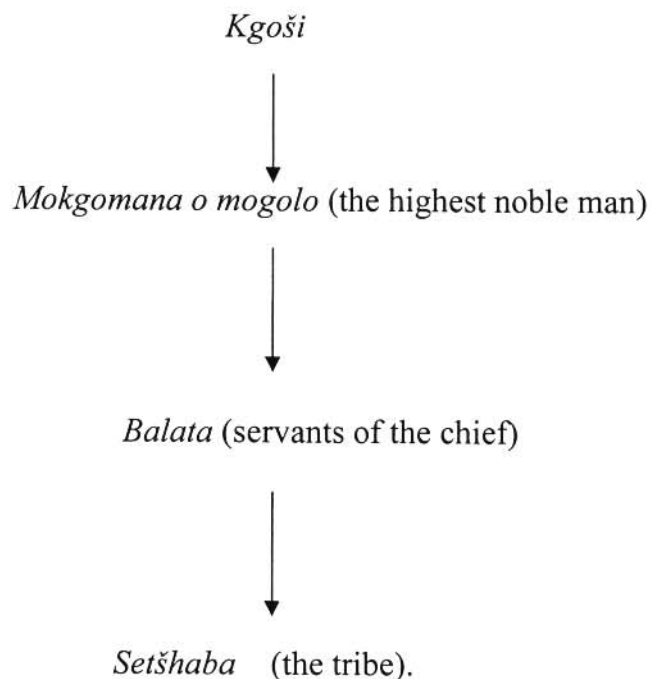 Kgoši
Mokgomana o mogolo (the highest noble man)
Balata (servants of the chief)
Setšhaba (the tribe).